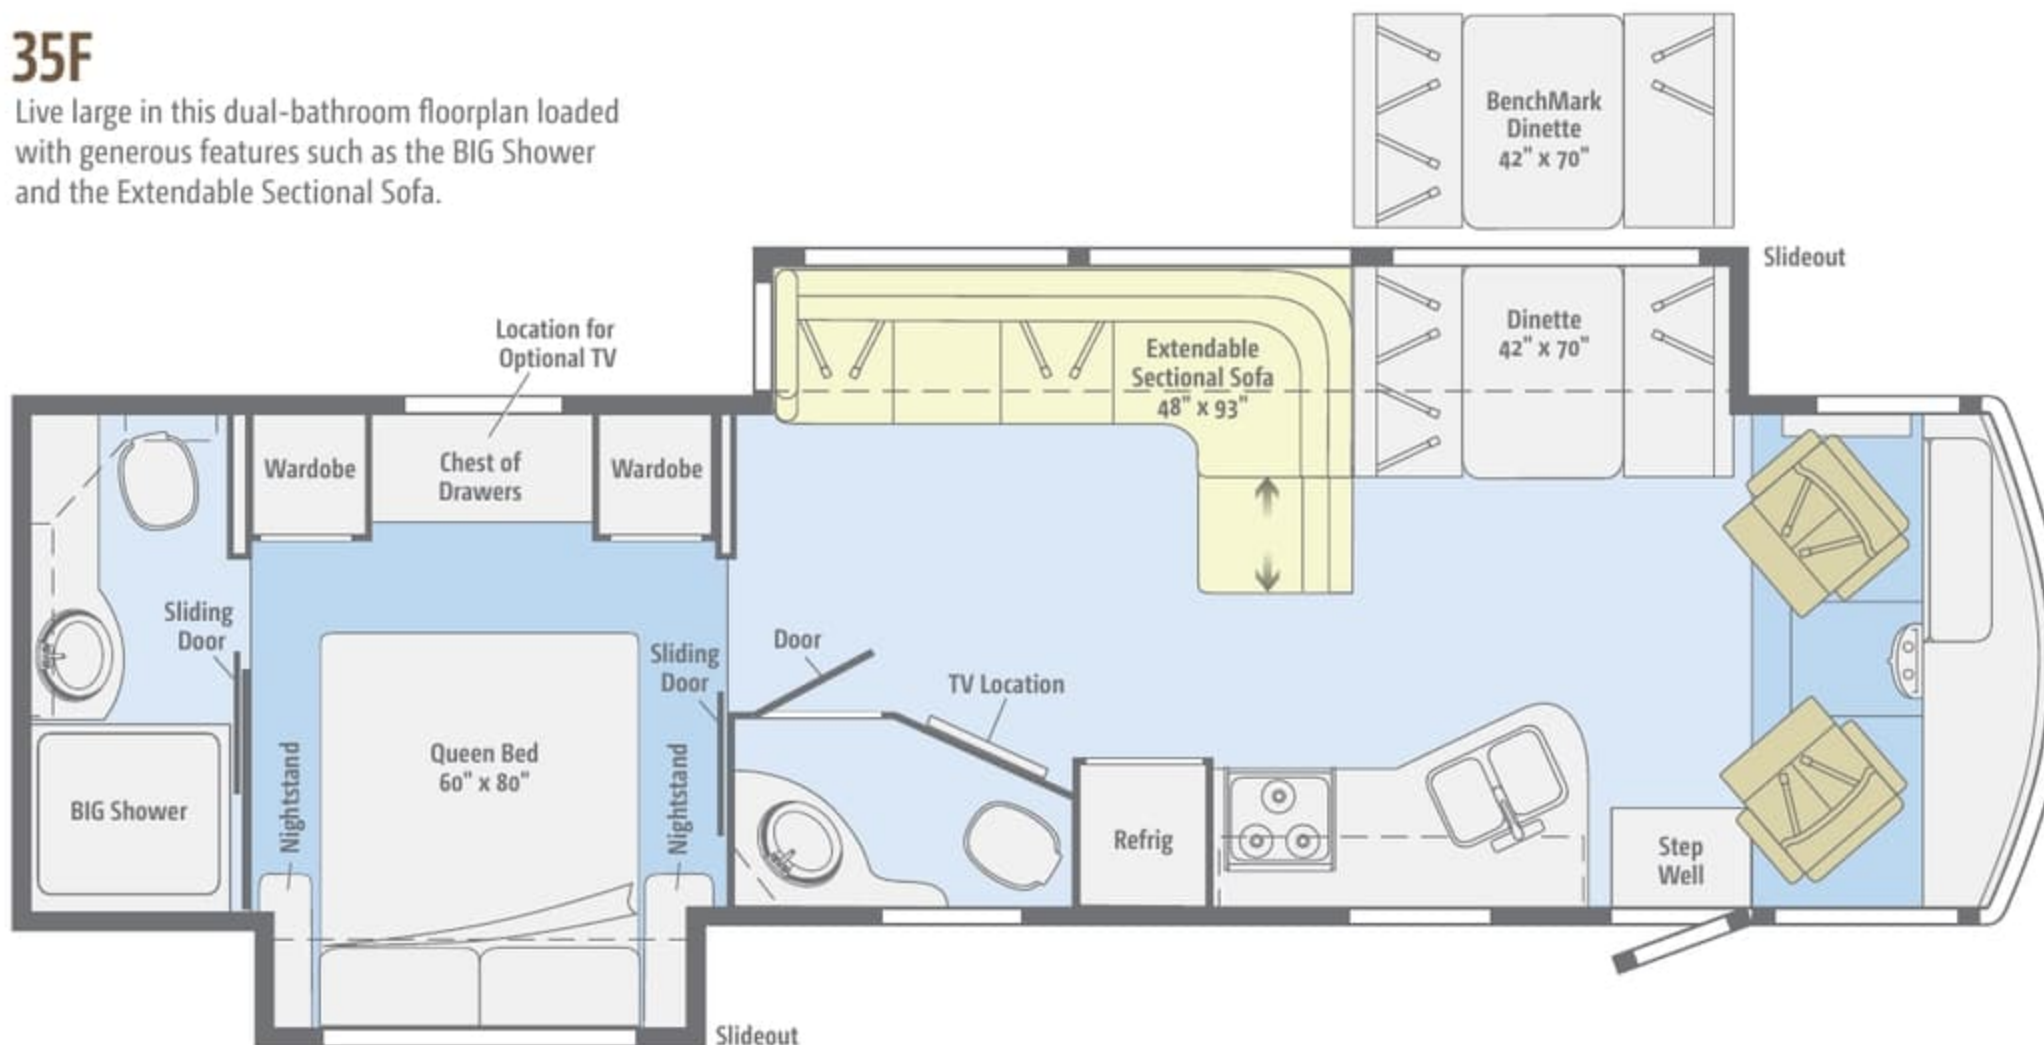 35F
Live large in this dual-bathroom floorplan loaded
with generous features such as the BIG Shower
and the Extendable Sectional Sofa.
BenchMark
Dinette
42" x 70"
Slideout
Location for
Optional TV
Extendable
Sectional Sofa
48" x 93"
Dinette
42" x 70"
Wardobe
Chest of
Drawers
Wardobe
Sliding
Door
Sliding
Door
Door
TV Location
Queen Bed
60" x 80"
Nightstand
Nightstand
BIG Shower
Refrig
Step
Well
Slideout